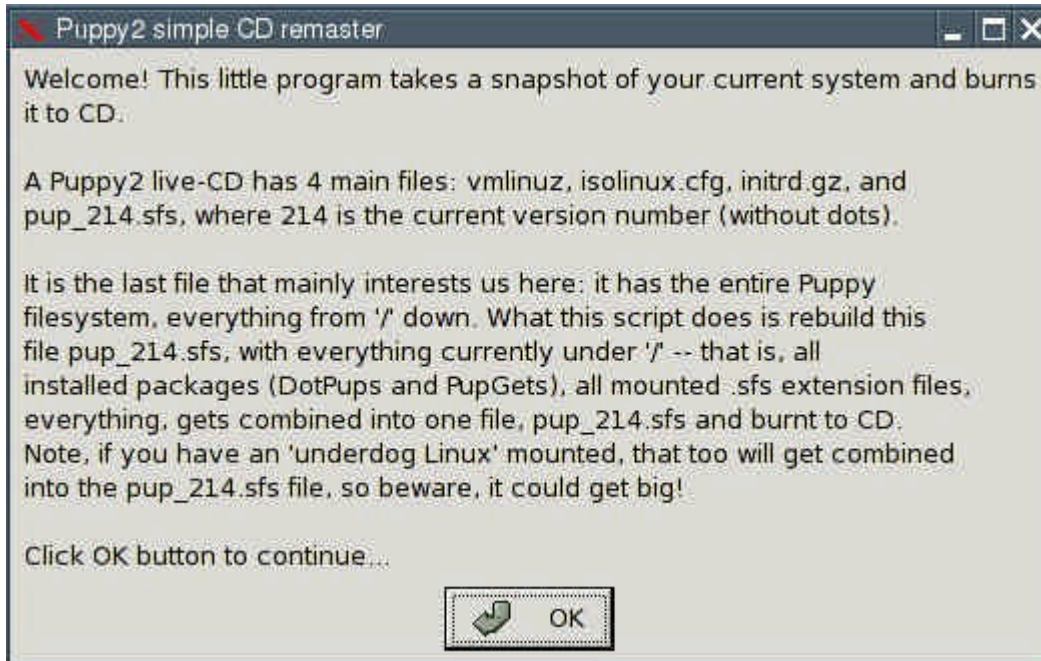 Puppy2 simple CD remaster
Welcome! This little program takes a snapshot of your current system and burns
it to CD.
A Puppy2 live-CD has 4 main files: vmlinuz, isolinux.cfg, initrd.gz, and
pup_214.sfs, where 214 is the current version number (without dots).
It is the last file that mainly interests us here: it has the entire Puppy
filesystem, everything from '/' down. What this script does is rebuild this
file pup_214.sfs, with everything currently under '/' -- that is, all
installed packages (DotPups and PupGets), all mounted .sfs extension files,
everything, gets combined into one file, pup_214.sfs and burnt to CD.
Note, if you have an 'underdog Linux' mounted, that too will get combined
into the pup_214.sfs file, so beware, it could get big!
Click OK button to continue...
OK